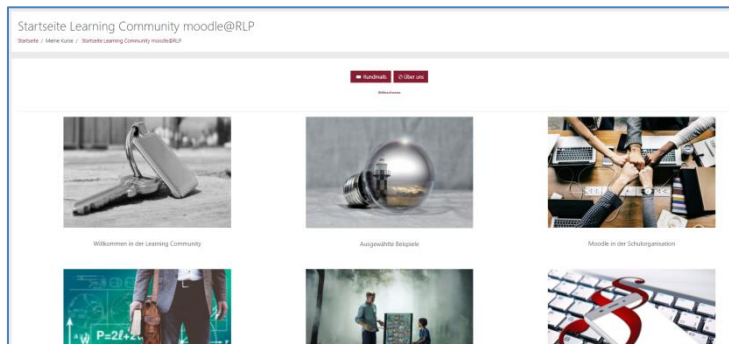 Startseite Learning Community moodle@RLP
Startseite / Meine Kurse / Startseite Learning Community moodle@RLP
Rundmails
Über uns
Willkommen in der Learning Community
Ausgewählte Beispiele
Moodle in der Schulorganisation